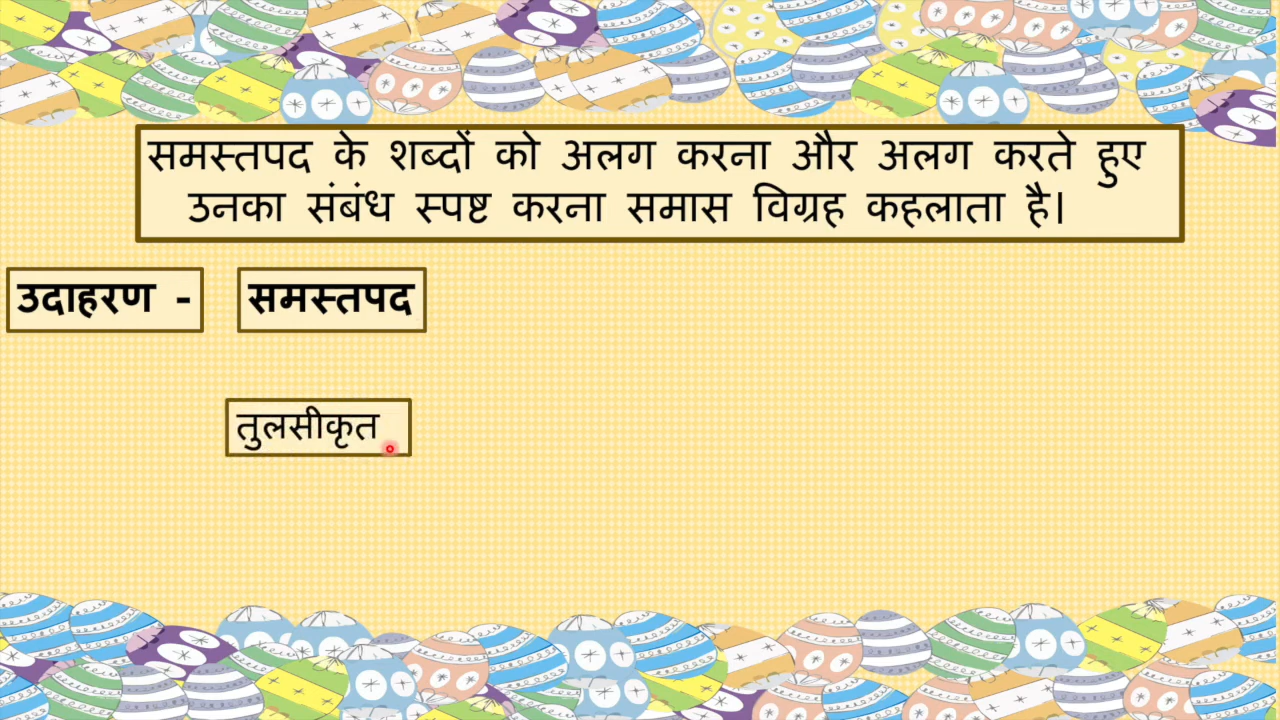 समस्तपद के शब्दों को अलग करना और अलग करते हुए
उनका संबंध स्पष्ट करना समास विग्रह कहलाता है।
उदाहरण - समस्तपद
तुलसीकृत